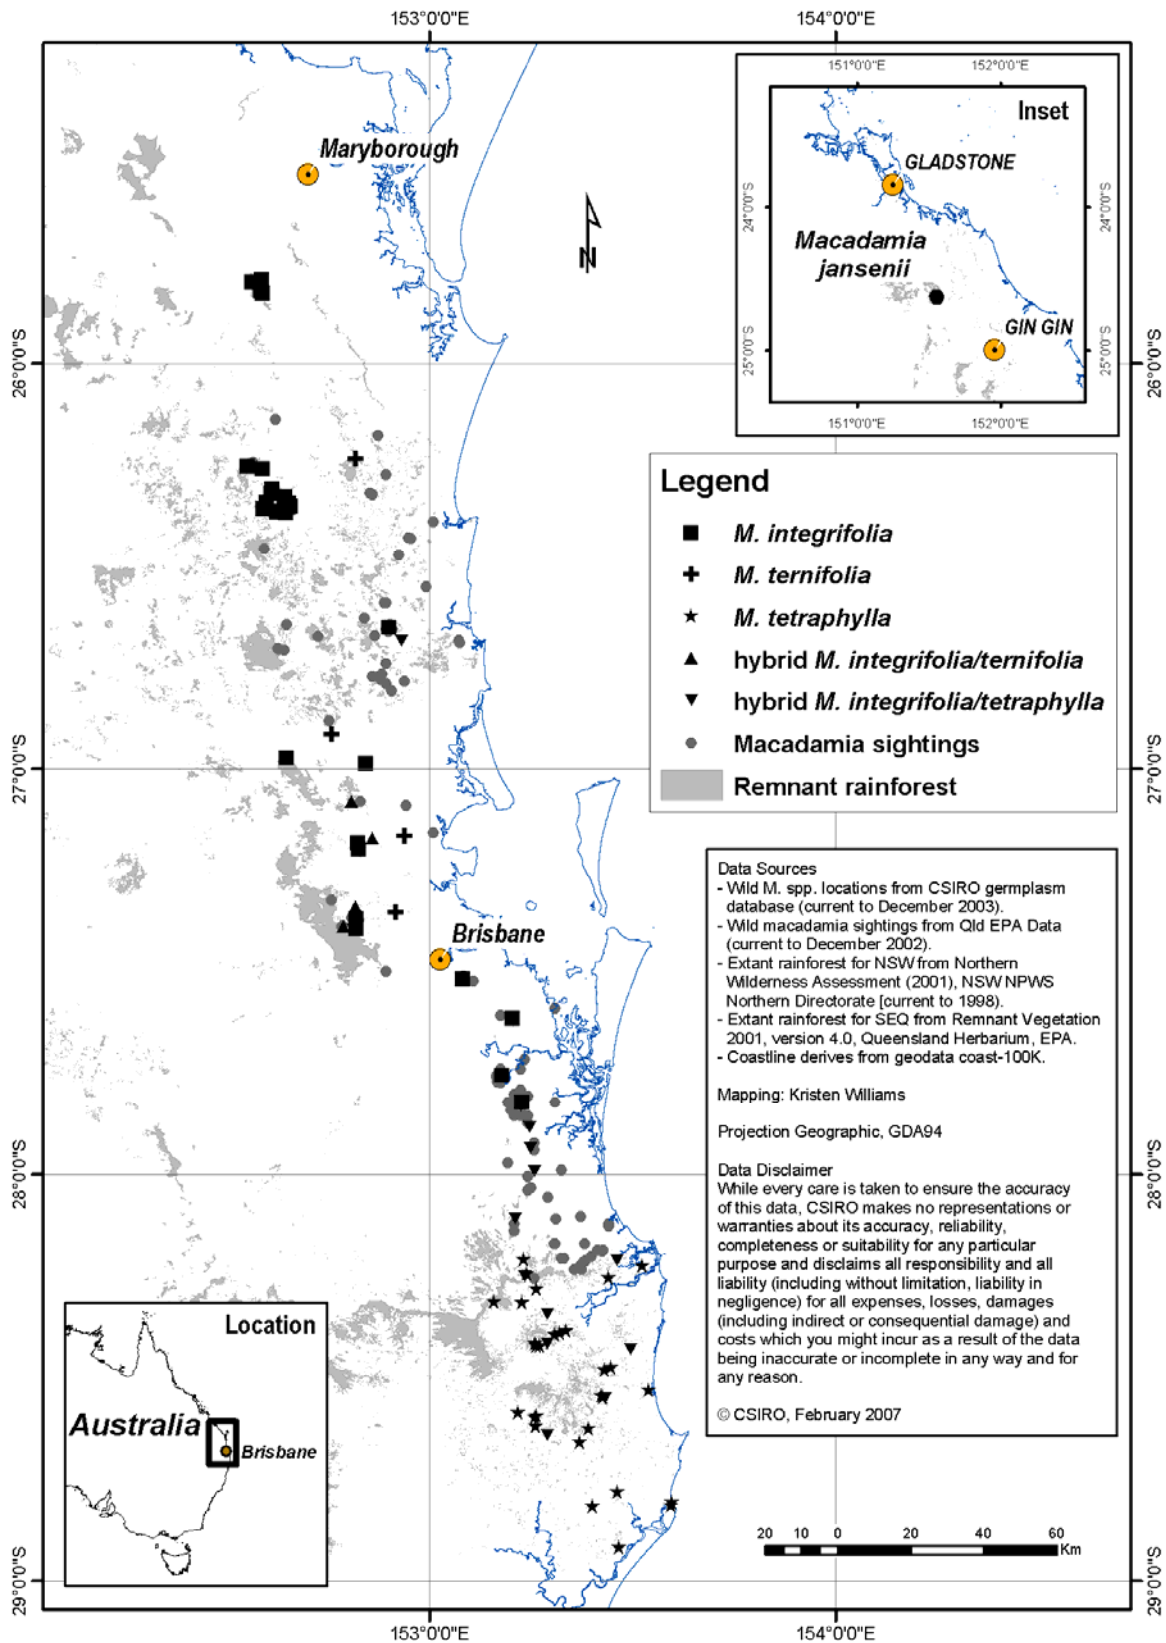 153°0'0"E
154°0'0"E
151°0'0"E
152°0'0"E
Inset
Maryborough
GLADSTONE
24°0'0"S
24°0'0"S
Macadamia
jansenii
N
GIN GIN
25°0'0"S
25°0'0"S
26°0'0"S
26°0'0"S
151°0'0"E
152°0'0"E
Legend
M. integrifolia
M. ternifolia
M. tetraphylla
hybrid M. integrifolia/ternifolia
hybrid M. integrifolia/tetraphylla
Macadamia sightings
Remnant rainforest
27°0'0"S
27°0'0"S
Brisbane
Data Sources
- Wild M. spp. locations from CSIRO germplasm
database (current to December 2003).
- Wild macadamia sightings from Qld EPA Data
(current to December 2002).
- Extant rainforest for NSW from Northern
Wilderness Assessment (2001), NSW NPWS
Northern Directorate [current to 1998).
- Extant rainforest for SEQ from Remnant Vegetation
2001, version 4.0, Queensland Herbarium, EPA.
- Coastline derives from geodata coast-100K.
Mapping: Kristen Williams
Projection Geographic, GDA94
Data Disclaimer
While every care is taken to ensure the accuracy
of this data, CSIRO makes no representations or
warranties about its accuracy, reliability,
completeness or suitability for any particular
purpose and disclaims all responsibility and all
liability (including without limitation, liability in
negligence) for all expenses, losses, damages
(including indirect or consequential damage) and
costs which you might incur as a result of the data
being inaccurate or incomplete in any way and for
any reason.
© CSIRO, February 2007
28°0'0"S
28°0'0"S
Location
Australia
Brisbane
20 10 0 20 40 60
Km
29°0'0"S
29°0'0"S
153°0'0"E
154°0'0"E